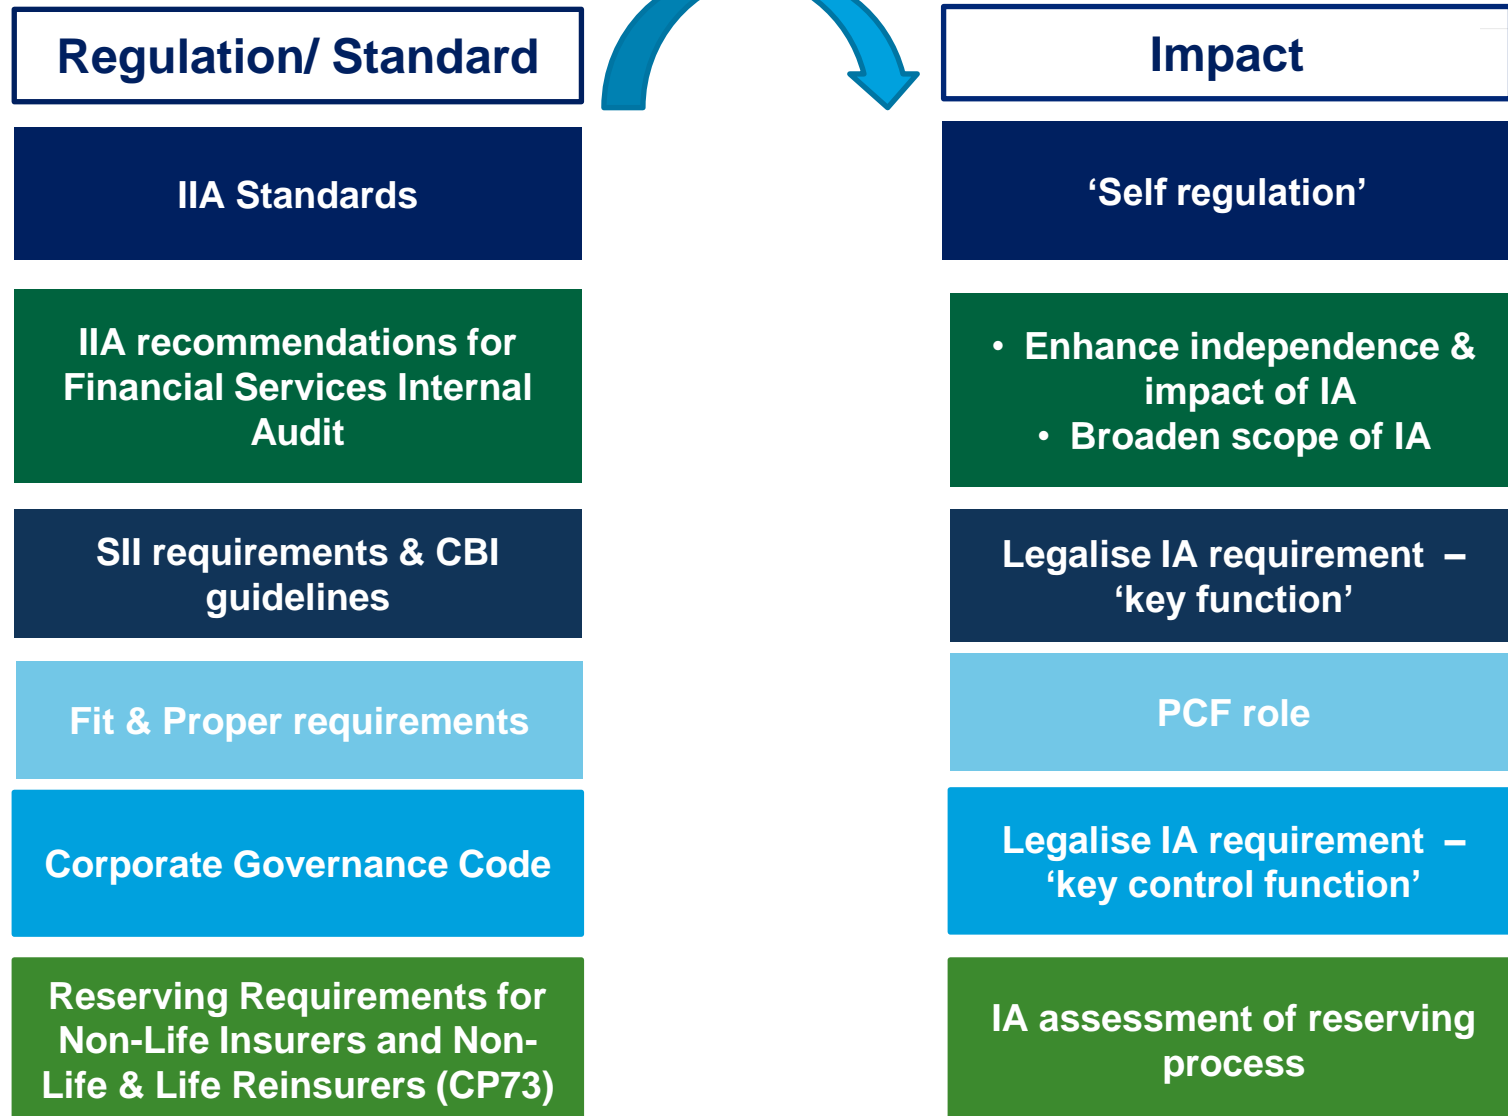 Regulation/ Standard
Impact
IIA Standards
‘Self regulation’
IIA recommendations for
Financial Services Internal
Audit
• Enhance independence &
impact of IA
• Broaden scope of IA
SII requirements & CBI
guidelines
Legalise IA requirement –
‘key function’
Fit & Proper requirements
PCF role
Corporate Governance Code
Legalise IA requirement –
‘key control function’
Reserving Requirements for
Non-Life Insurers and Non-
Life & Life Reinsurers (CP73)
IA assessment of reserving
process